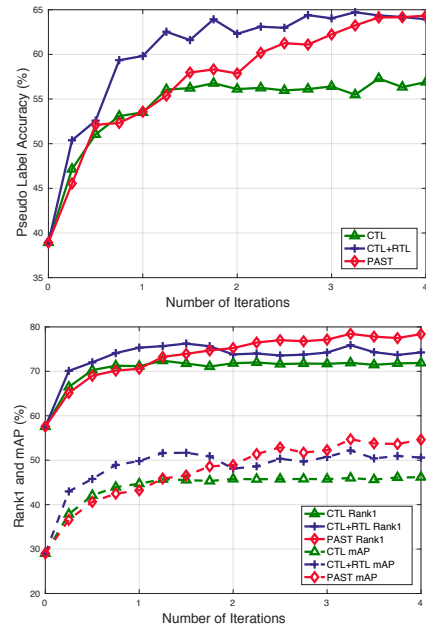 65
60
55
50
45
40
35
Pseudo Label Accuracy (%)
CTL
CTL+RTL
PAST
0
1
2
3
4
Number of Iterations
80
70
60
50
40
30
20
Rank1 and mAP (%)
CTL Rank1
CTL+RTL Rank1
PAST Rank1
CTL mAP
CTL+RTL mAP
PAST mAP
0
1
2
3
4
Number of Iterations